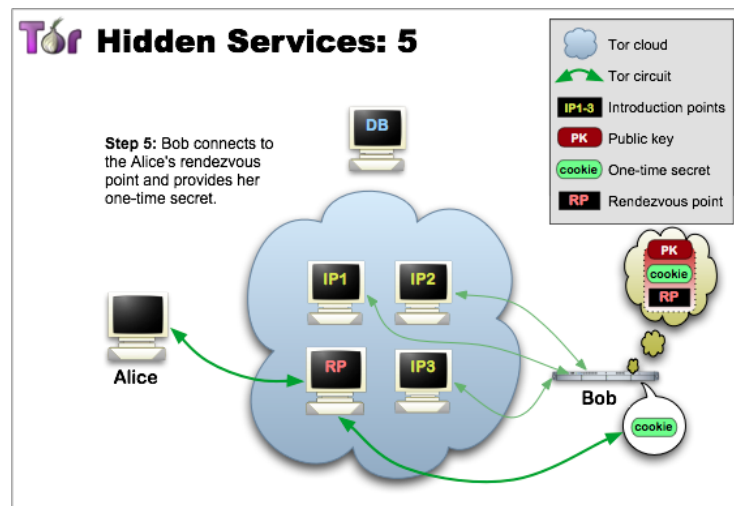 Tor Hidden Services: 5
Tor cloud
Tor circuit
IP1-3 Introduction points
PK Public key
cookie One-time secret
RP Rendezvous point
DB
Step 5: Bob connects to
the Alice's rendezvous
point and provides her
one-time secret.
PK
cookie
RP
IP1
IP2
Alice
RP
IP3
Bob
cookie